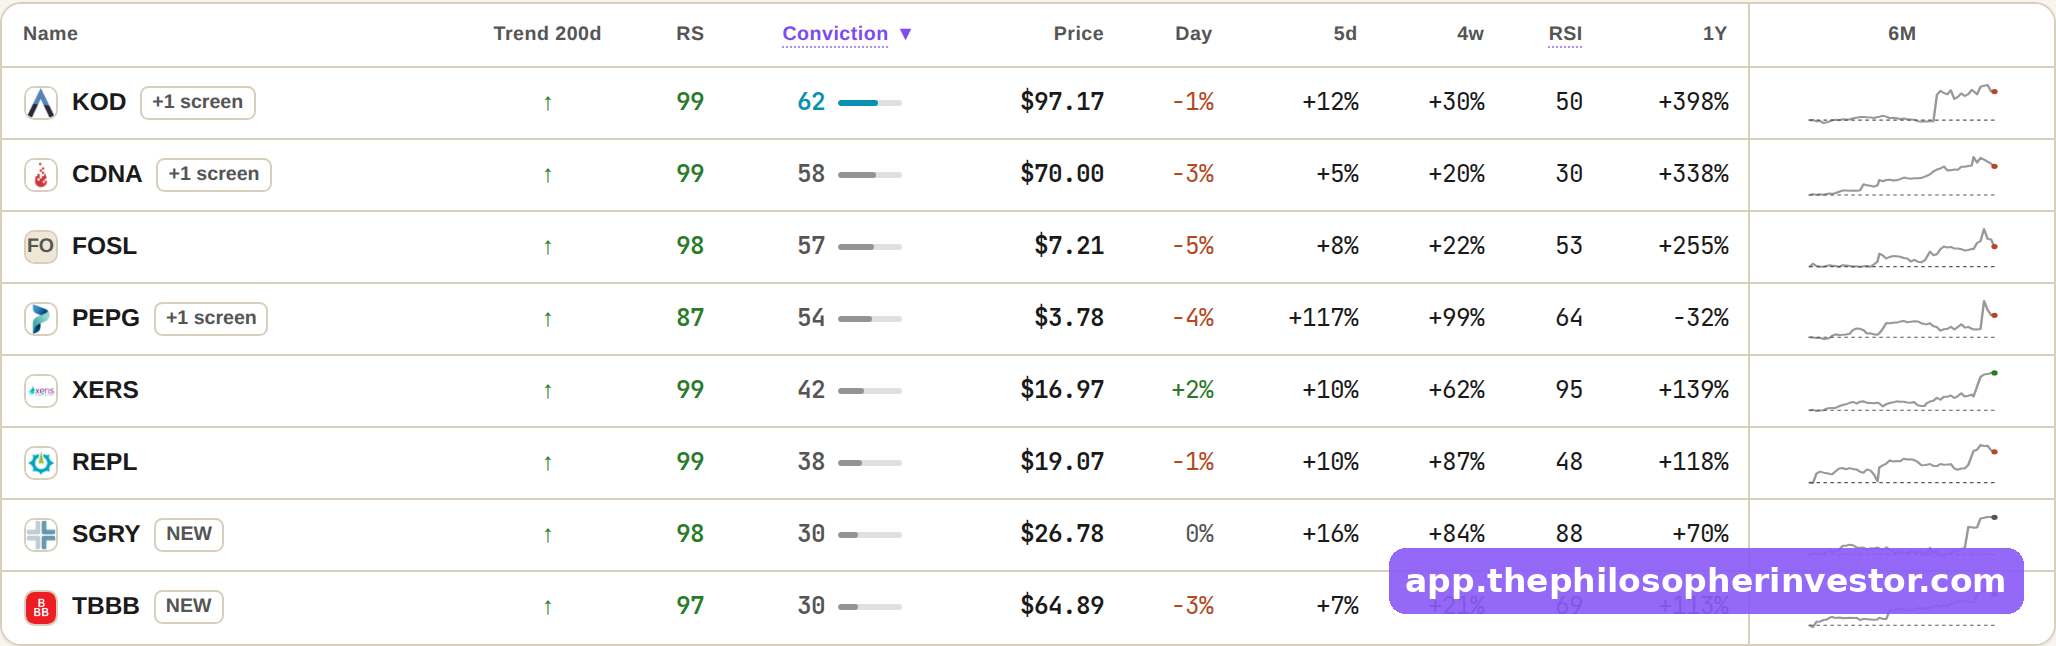 Name Trend 200d RS Conviction ▼ Price Day 5d 4w RSI 1Y 6M
KOD +1 screen ↑ 99 62 $97.17 -1% +12% +30% 50 +398%
CDNA +1 screen ↑ 99 58 $70.00 -3% +5% +20% 30 +338%
FO FOSL ↑ 98 57 $7.21 -5% +8% +22% 53 +255%
PEPG +1 screen ↑ 87 54 $3.78 -4% +117% +99% 64 -32%
xeris XERS ↑ 99 42 $16.97 +2% +10% +62% 95 +139%
REPL ↑ 99 38 $19.07 -1% +10% +87% 48 +118%
SGRY NEW ↑ 98 30 $26.78 0% +16% +84% 88 +70%
app.thephilosopherinvestor.com
B
BB TBBB NEW ↑ 97 30 $64.89 -3% +7% +21% 69 +113%